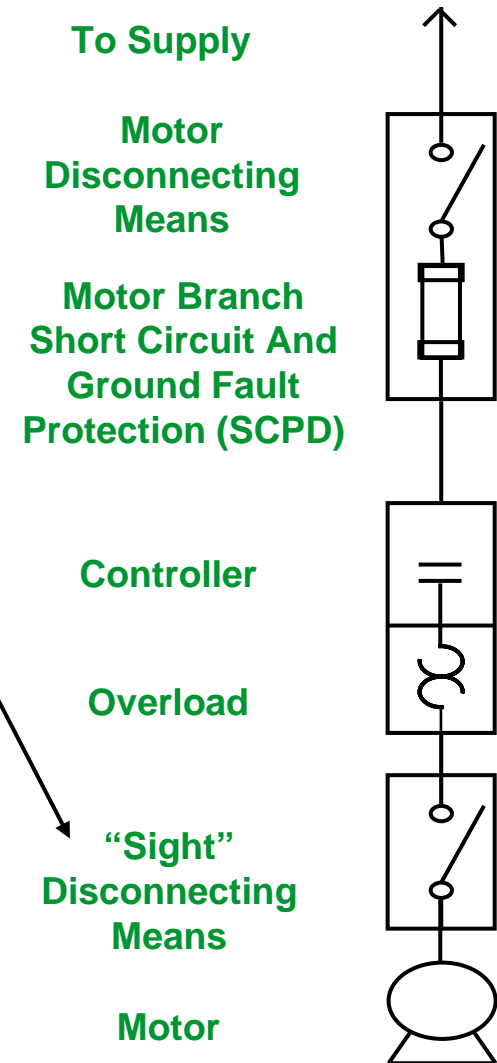 To Supply
Motor
Disconnecting
Means
Motor Branch
Short Circuit And
Ground Fault
Protection (SCPD)
Controller
Overload
“Sight”
Disconnecting
Means
Motor